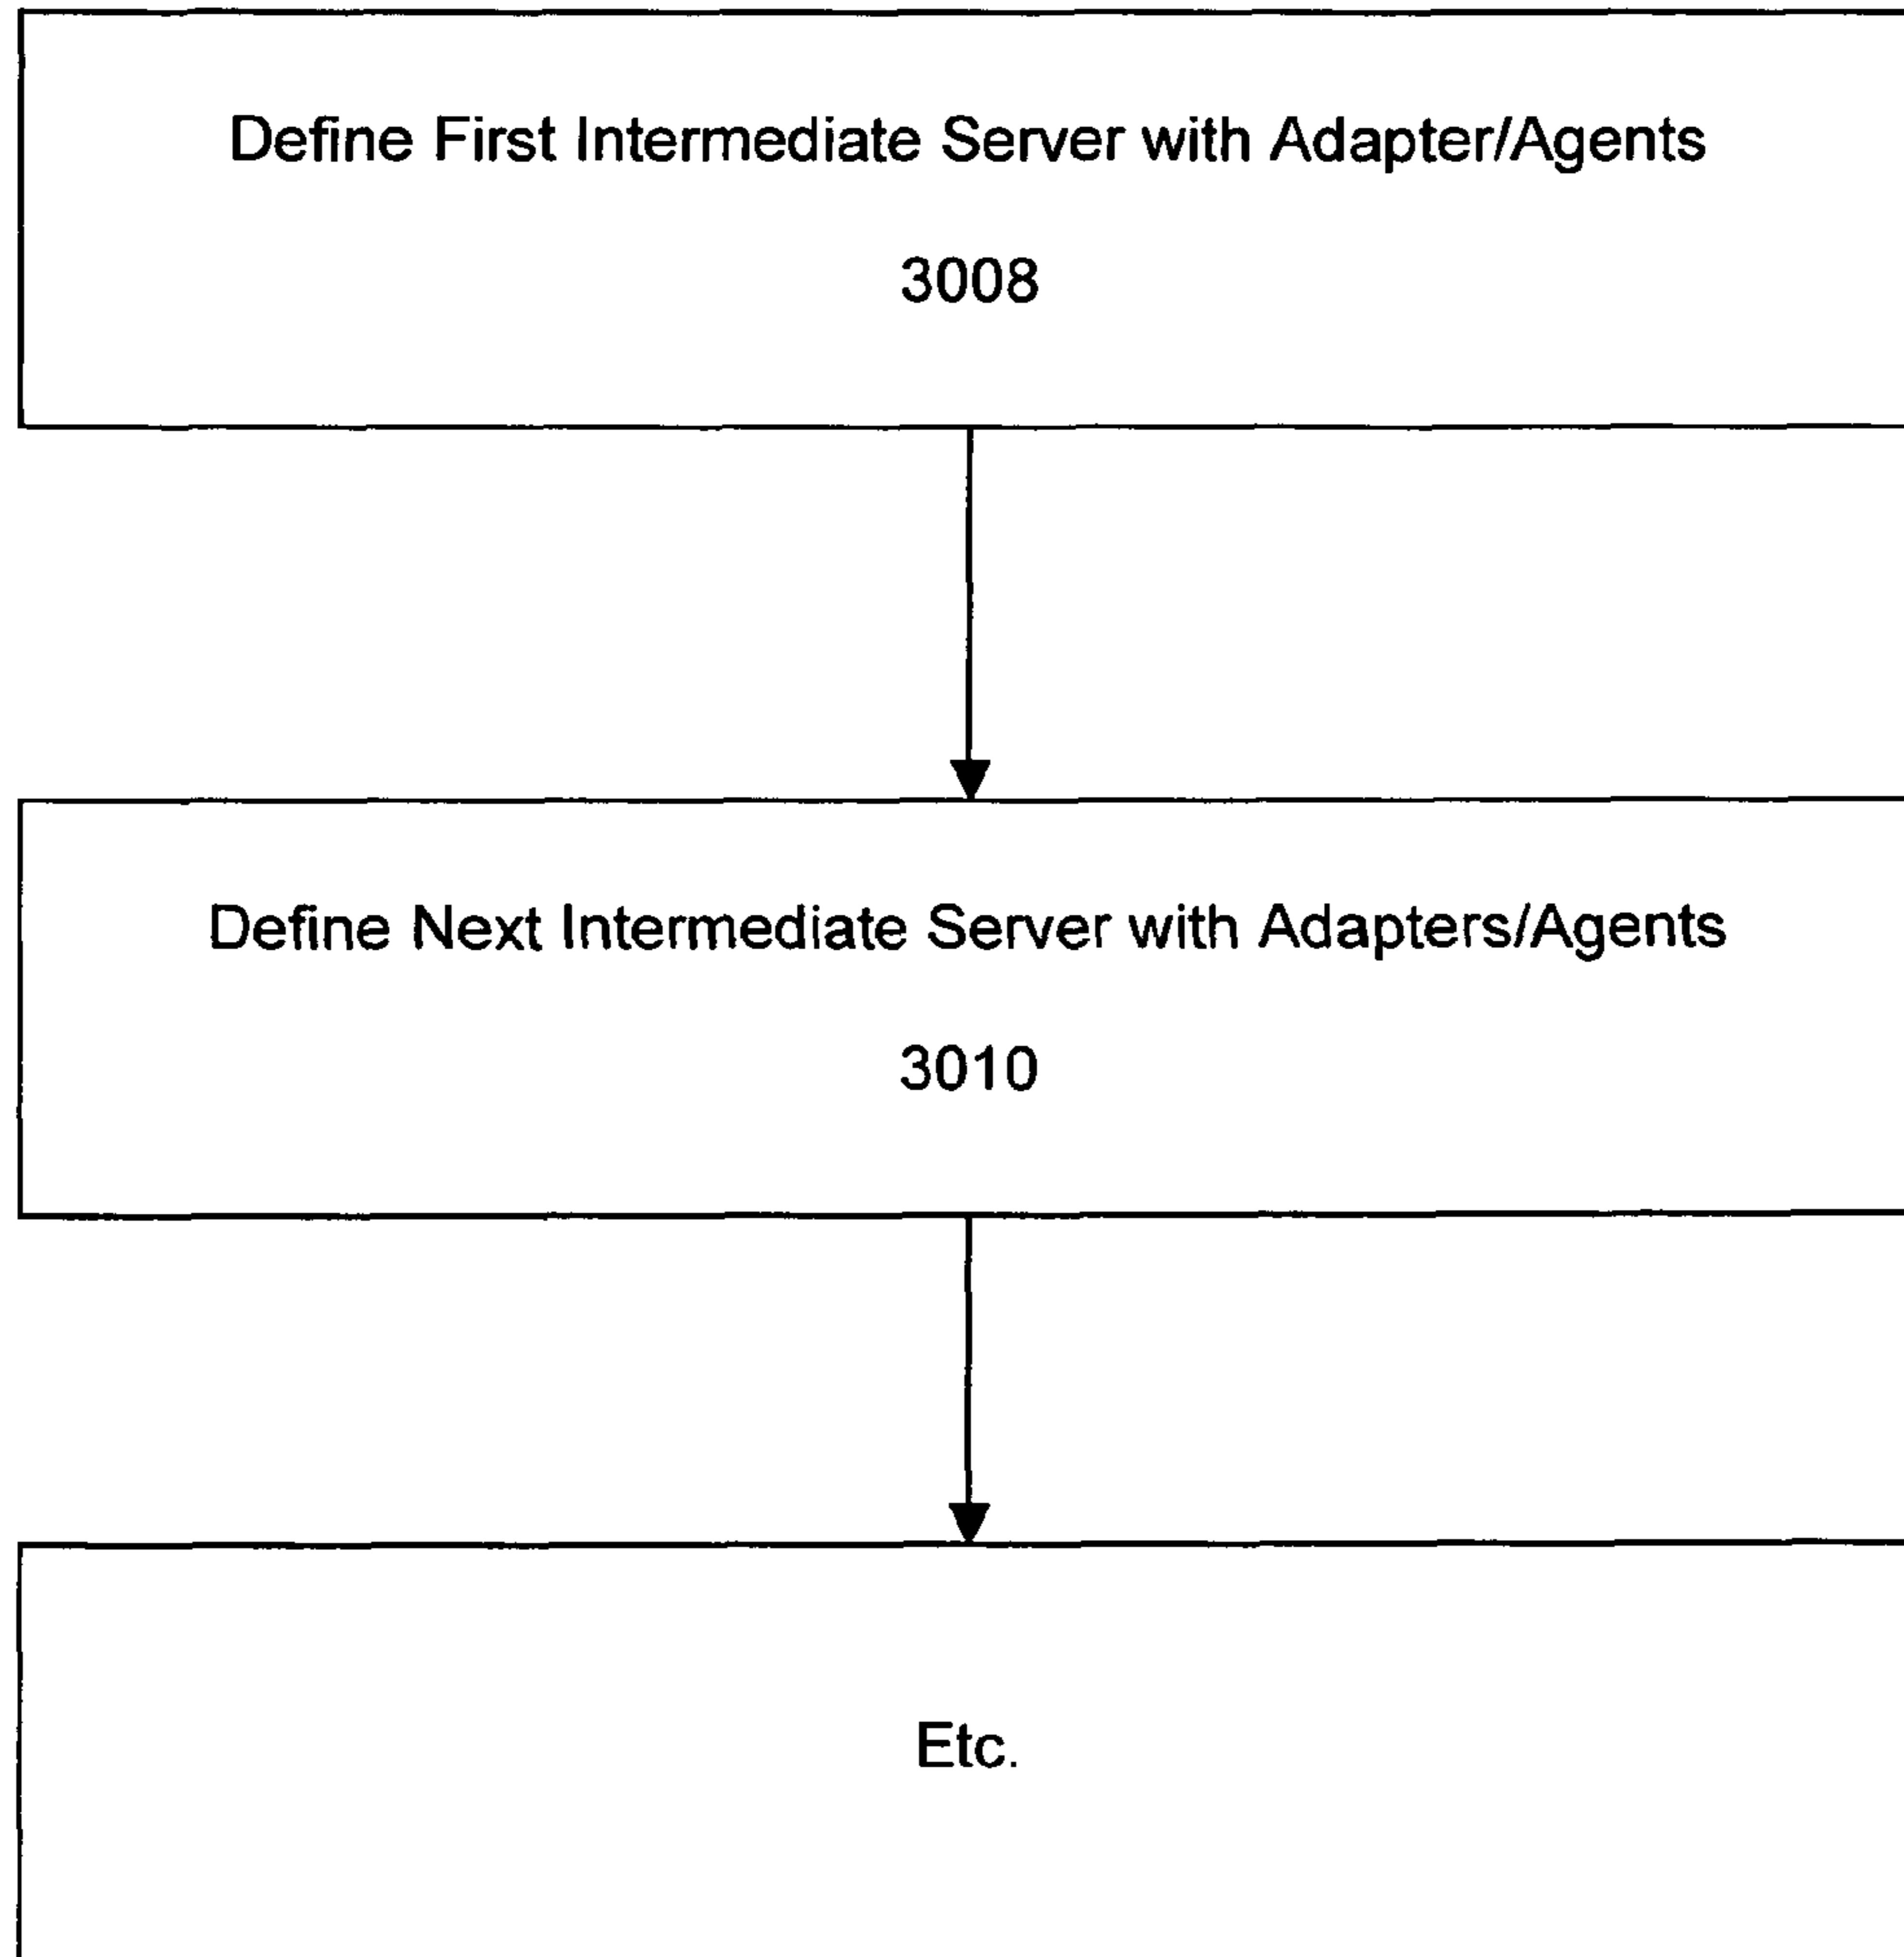 Define First Intermediate Server with Adapter/Agents
3008
Define Next Intermediate Server with Adapters/Agents
3010
Etc.